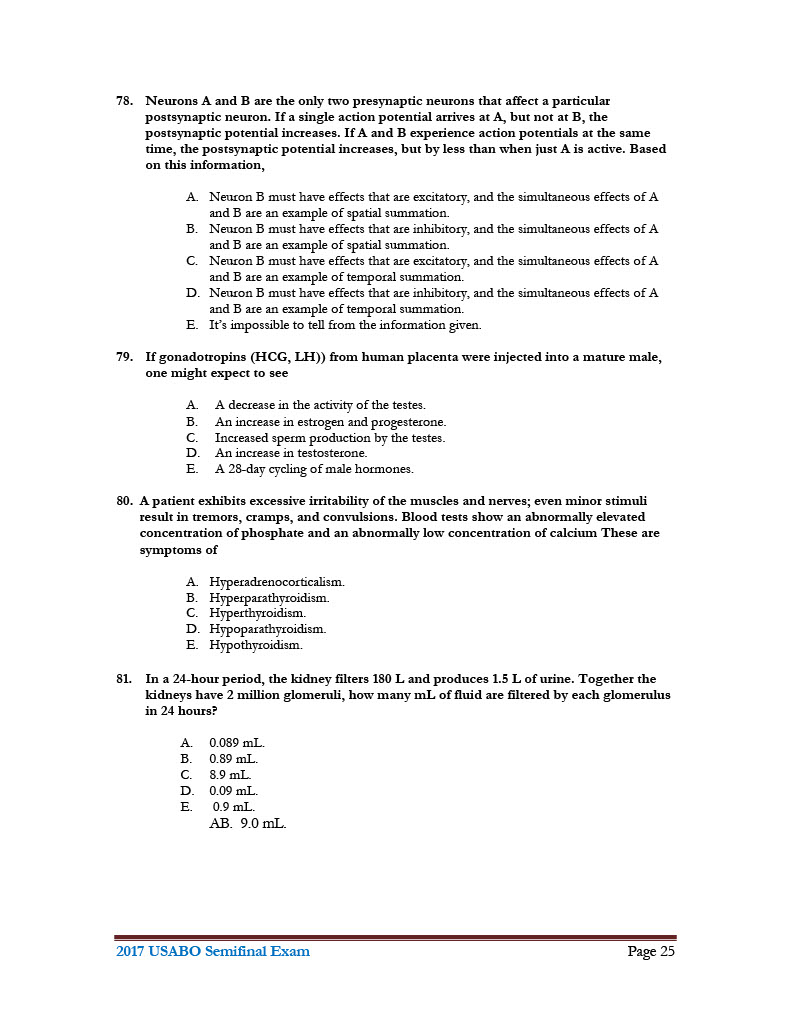 78. Neurons A and B are the only two presynaptic neurons that affect a particular
postsynaptic neuron. If a single action potential arrives at A, but not at B, the
postsynaptic potential increases. If A and B experience action potentials at the same
time, the postsynaptic potential increases, but by less than when just A is active. Based
on this information,
A. Neuron B must have effects that are excitatory, and the simultaneous effects of A
and B are an example of spatial summation.
B. Neuron B must have effects that are inhibitory, and the simultaneous effects of A
and B are an example of spatial summation.
C. Neuron B must have effects that are excitatory, and the simultaneous effects of A
and B are an example of temporal summation.
D. Neuron B must have effects that are inhibitory, and the simultaneous effects of A
and B are an example of temporal summation.
E. It’s impossible to tell from the information given.
79. If gonadotropins (HCG, LH)) from human placenta were injected into a mature male,
one might expect to see
A. A decrease in the activity of the testes.
B. An increase in estrogen and progesterone.
C. Increased sperm production by the testes.
D. An increase in testosterone.
E. A 28-day cycling of male hormones.
80. A patient exhibits excessive irritability of the muscles and nerves; even minor stimuli
result in tremors, cramps, and convulsions. Blood tests show an abnormally elevated
concentration of phosphate and an abnormally low concentration of calcium These are
symptoms of
A. Hyperadrenocorticalism.
B. Hyperparathyroidism.
C. Hyperthyroidism.
D. Hypoparathyroidism.
E. Hypothyroidism.
81. In a 24-hour period, the kidney filters 180 L and produces 1.5 L of urine. Together the
kidneys have 2 million glomeruli, how many mL of fluid are filtered by each glomerulus
in 24 hours?
A. 0.089 mL.
B. 0.89 mL.
C. 8.9 mL.
D. 0.09 mL.
E. 0.9 mL.
AB. 9.0 mL.
2017 USABO Semifinal Exam Page 25